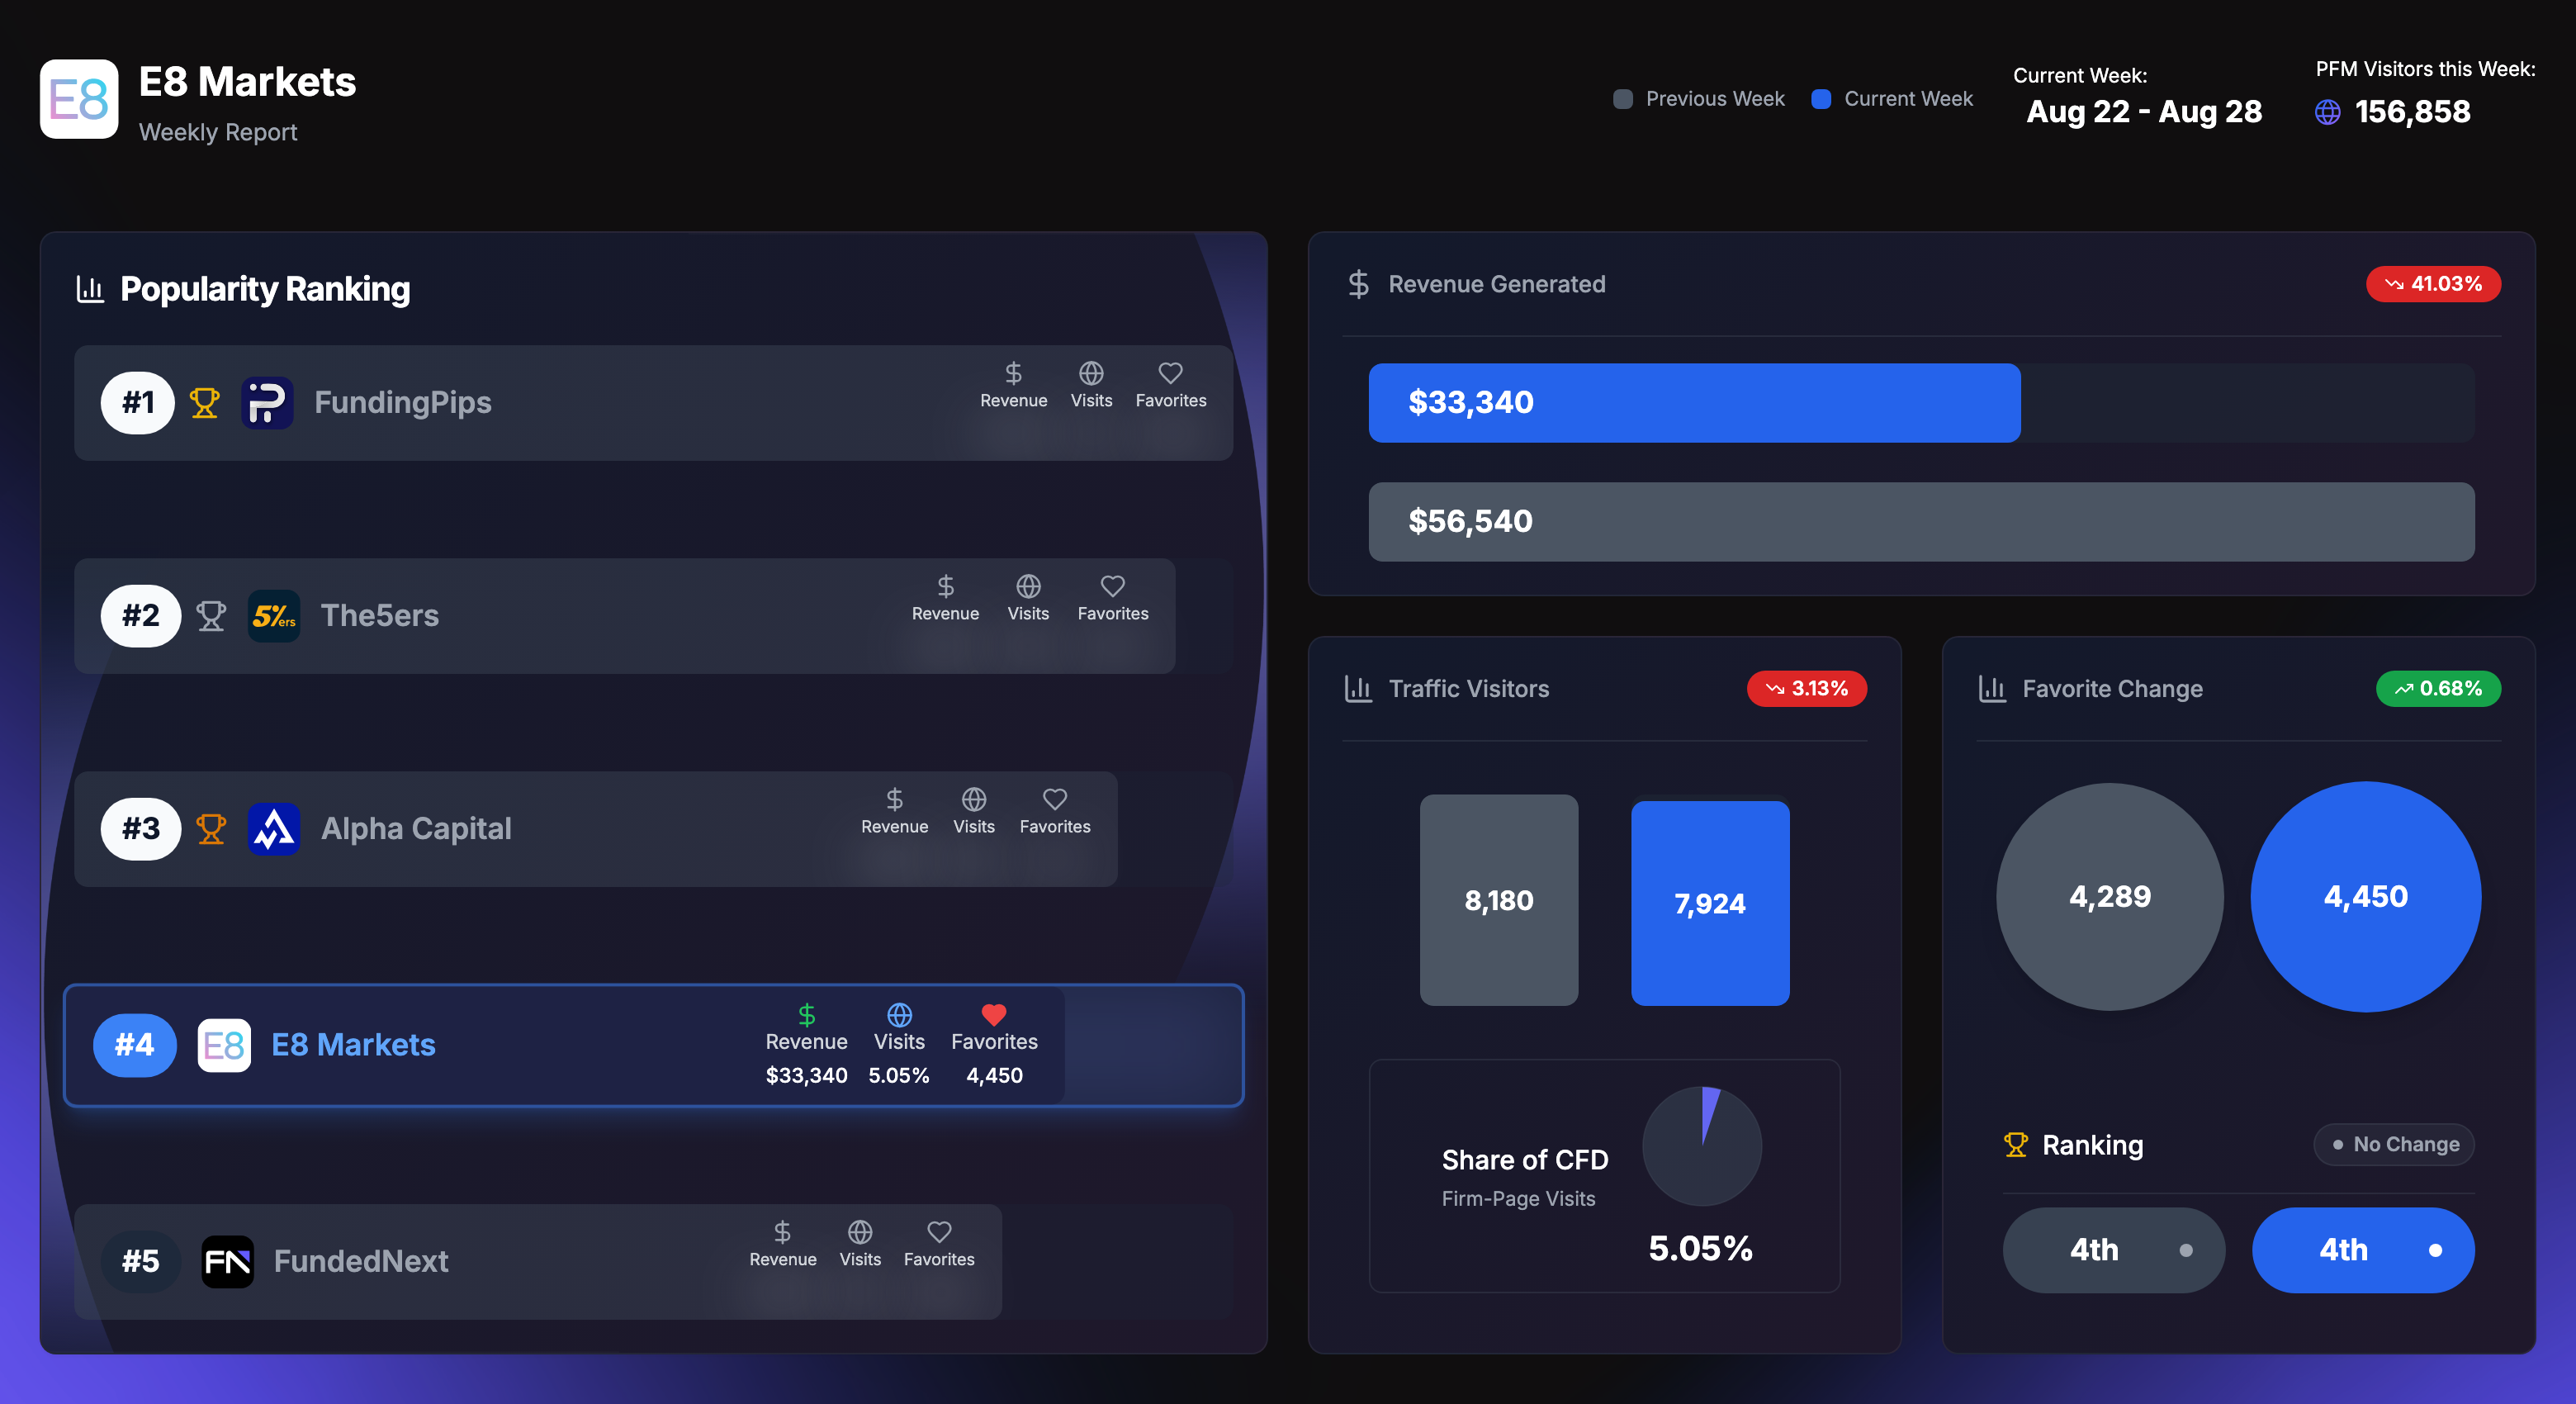 E8
E8 Markets
Weekly Report
Previous Week
Current Week
Current Week:
Aug 22 - Aug 28
PFM Visitors this Week:
156,858
Popularity Ranking
#1
FundingPips
Revenue
Visits
Favorites
#2
5%ers
The5ers
Revenue
Visits
Favorites
#3
Alpha Capital
Revenue
Visits
Favorites
#4
E8
E8 Markets
Revenue
Visits
Favorites
$33,340
5.05%
4,450
#5
FN
FundedNext
Revenue
Visits
Favorites
Revenue Generated
41.03%
$33,340
$56,540
Traffic Visitors
3.13%
8,180
7,924
Share of CFD
Firm-Page Visits
5.05%
Favorite Change
0.68%
4,289
4,450
Ranking
No Change
4th
4th